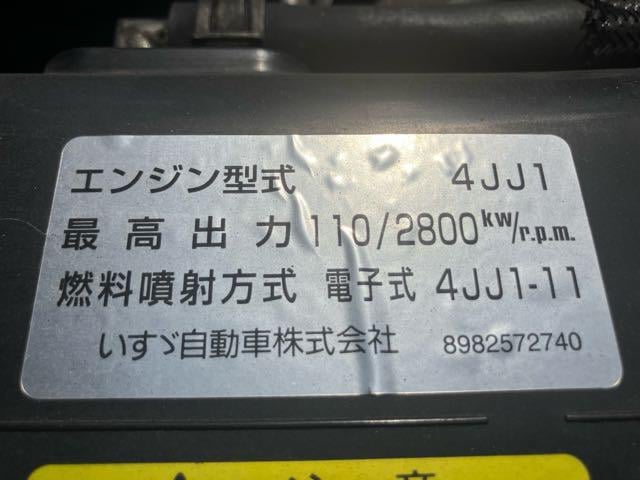 エンジン型式 4JJ1
最高出力 110/2800 kW/r.p.m.
燃料噴射方式 電子式 4JJ1-11
いすゞ自動車株式会社 8982572740